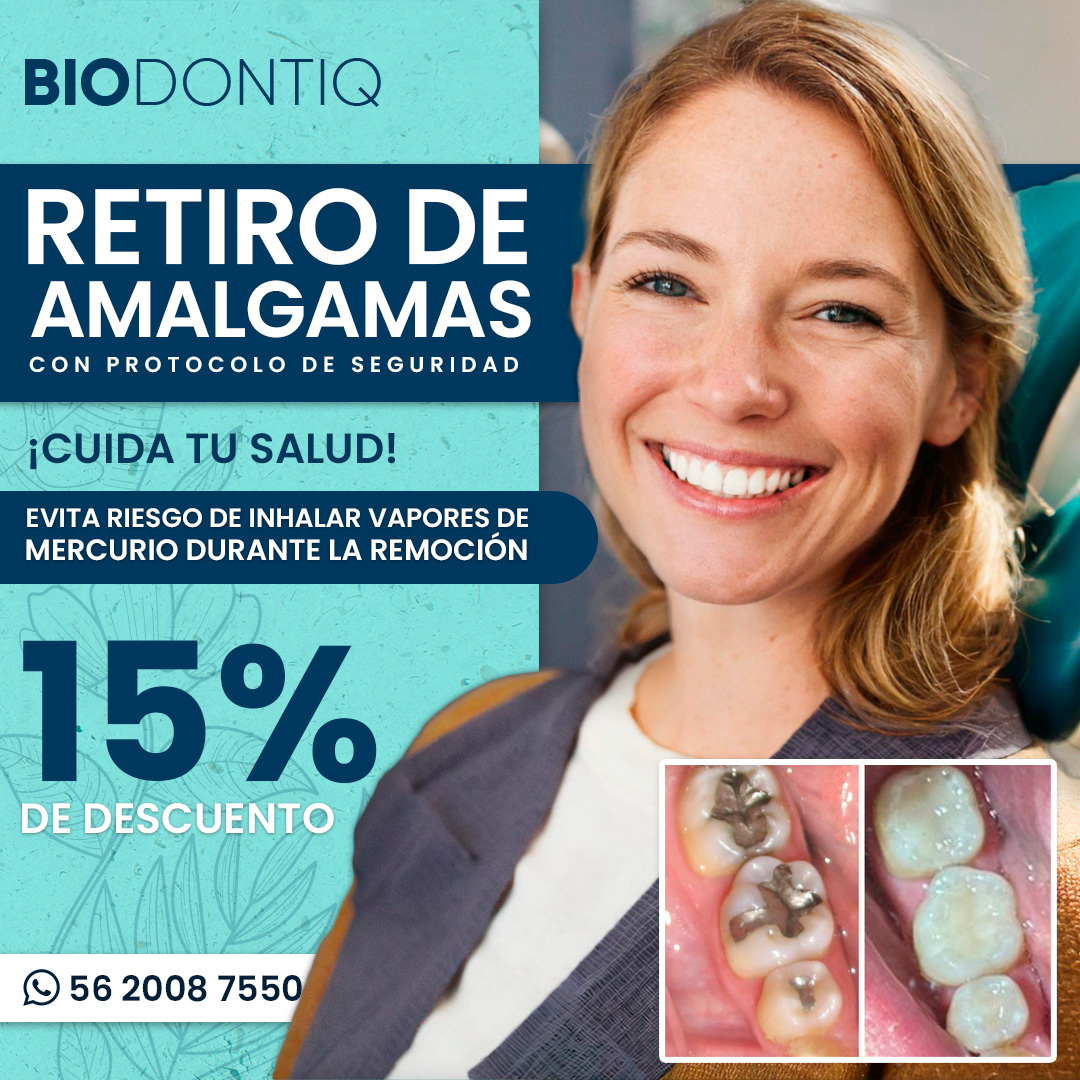 BIODONTIQ
RETIRO DE
AMALGAMAS
CON PROTOCOLO DE SEGURIDAD
¡CUIDA TU SALUD!
EVITA RIESGO DE INHALAR VAPORES DE
MERCURIO DURANTE LA REMOCIÓN
15%
DE DESCUENTO
56 2008 7550